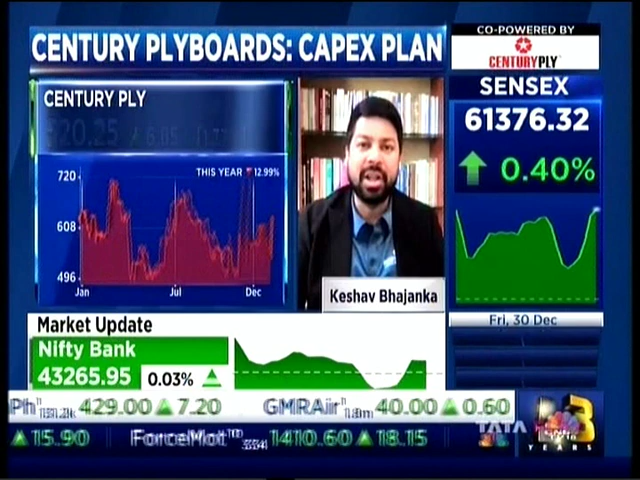 CENTURY PLYBOARDS: CAPEX PLAN
CO-POWERED BY
CENTURYPLY
SENSEX
61376.32
0.40%
CENTURY PLY
THIS YEAR 12.99%
720
608
496
Jan Jul Dec
Keshav Bhajanka
Fri, 30 Dec
Market Update
Nifty Bank
43265.95 0.03%
429.00 7.20 GMRAir 40.00 0.60
15.90 ForceMot 1410.60 18.15
TATA
YEARS